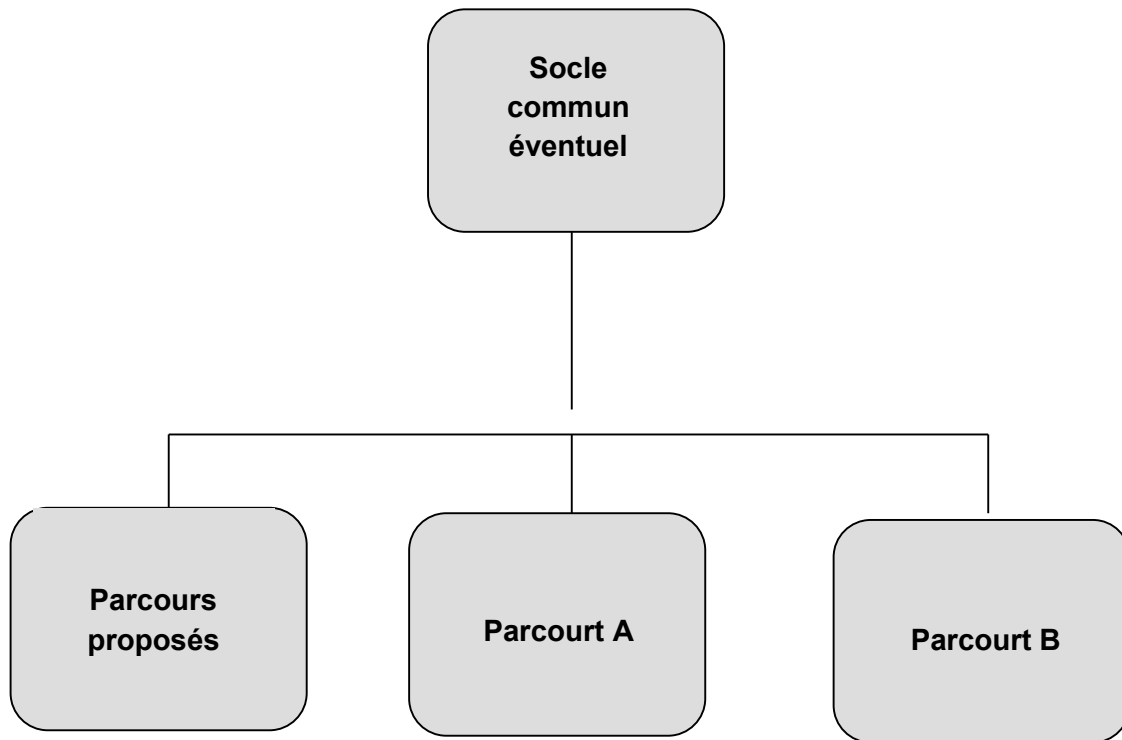 Socle
commun
éventuel
Parcours
proposés
Parcourt A
Parcourt B